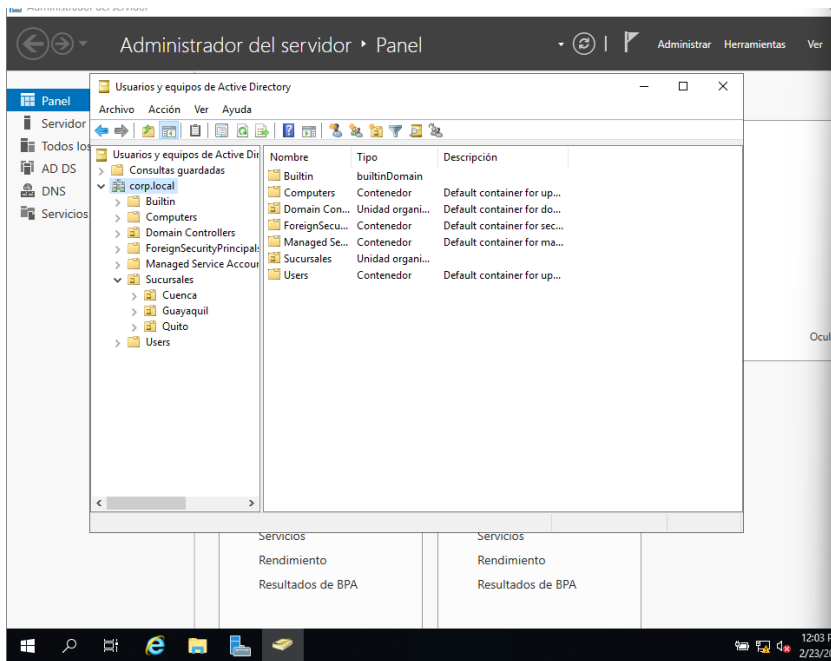 Administrador del servidor
Administrador del servidor ‣ Panel
Administrar Herramientas Ver
Panel
Servidor
Todos los
AD DS
DNS
Servicios
Usuarios y equipos de Active Directory
Archivo Acción Ver Ayuda
Usuarios y equipos de Active Dir
Consultas guardadas
corp.local
Builtin
Computers
Domain Controllers
ForeignSecurityPrincipals
Managed Service Accour
Sucursales
Cuenca
Guayaquil
Quito
Users
Nombre Tipo Descripción
Builtin builtinDomain
Computers Contenedor Default container for up...
Domain Con... Unidad organi... Default container for do...
ForeignSecu... Contenedor Default container for sec...
Managed Se... Contenedor Default container for ma...
Sucursales Unidad organi...
Users Contenedor Default container for up...
Ocul
Servicios Servicios
Rendimiento Rendimiento
Resultados de BPA Resultados de BPA
12:03 P
2/23/20